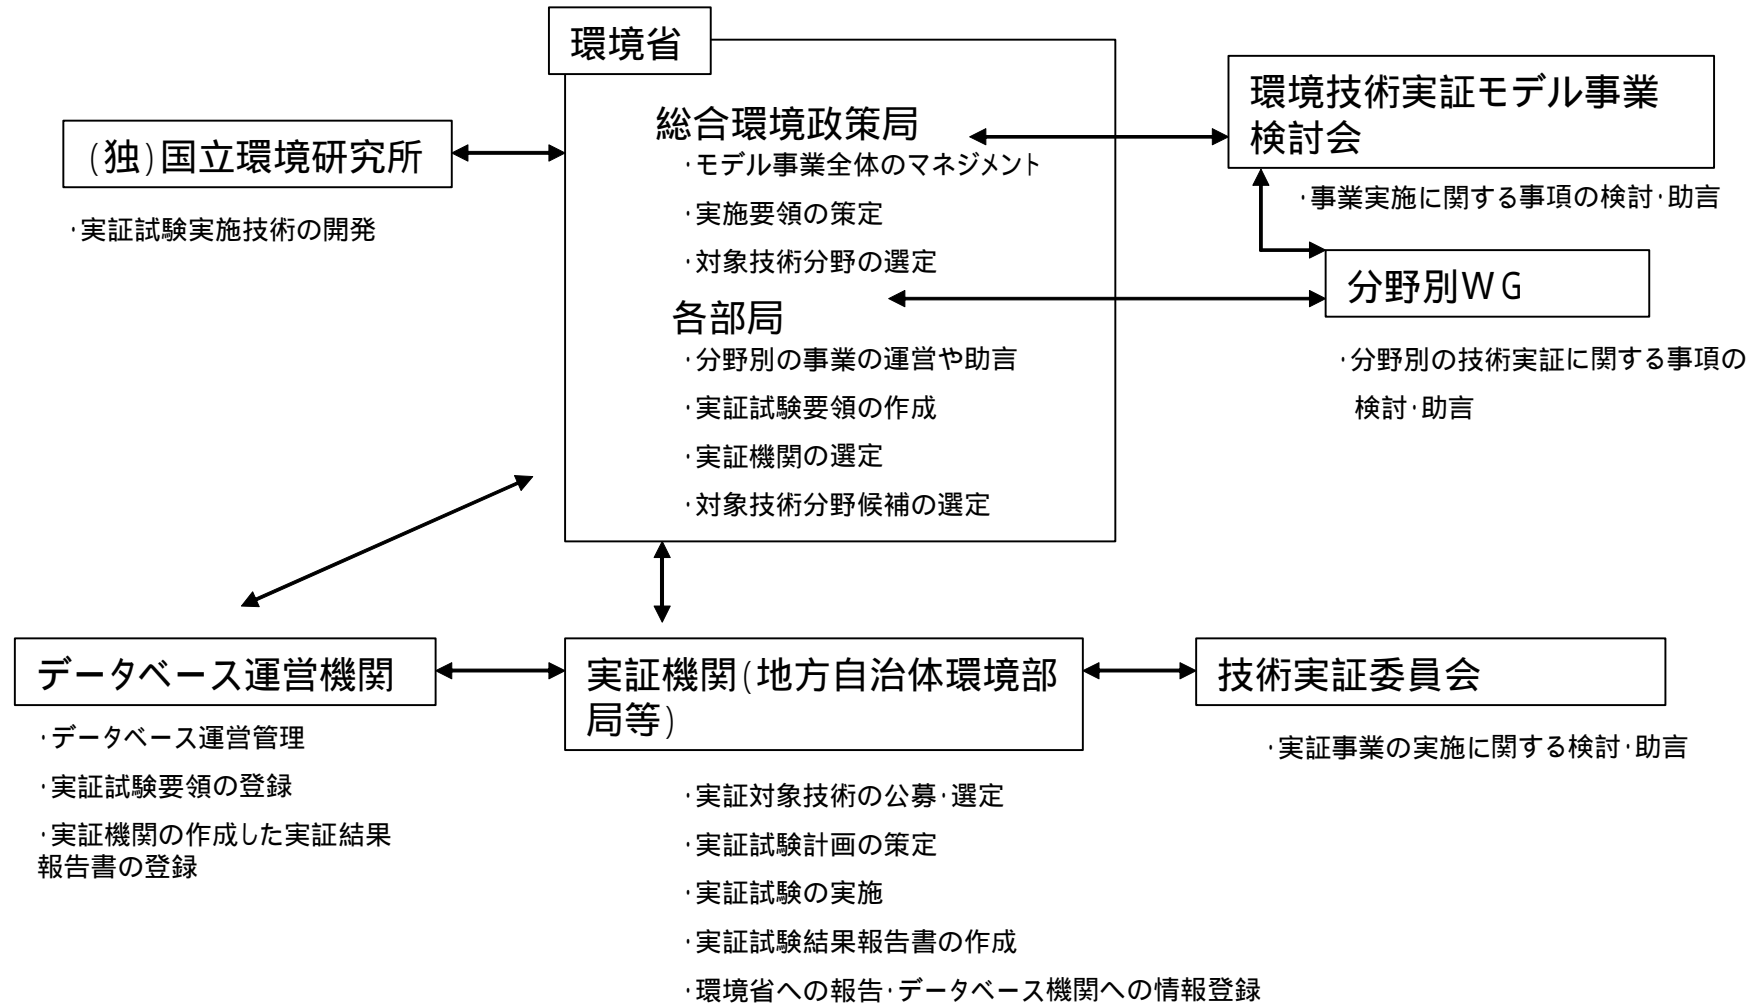 環境省
総合環境政策局
･モデル事業全体のマネジメント
･実施要領の策定
･対象技術分野の選定
各部局
･分野別の事業の運営や助言
･実証試験要領の作成
･実証機関の選定
･対象技術分野候補の選定
(独)国立環境研究所
･実証試験実施技術の開発
環境技術実証モデル事業
検討会
･事業実施に関する事項の検討･助言
分野別WG
･分野別の技術実証に関する事項の
検討･助言
データベース運営機関
･データベース運営管理
･実証試験要領の登録
･実証機関の作成した実証結果
報告書の登録
実証機関(地方自治体環境部
局等)
･実証対象技術の公募･選定
･実証試験計画の策定
･実証試験の実施
･実証試験結果報告書の作成
･環境省への報告･データベース機関への情報登録
技術実証委員会
･実証事業の実施に関する検討･助言